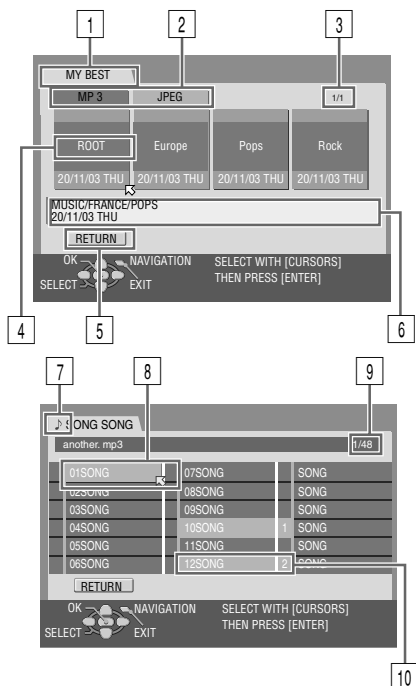 1 2 3
MY BEST
MP 3 JPEG 1/1
ROOT Europe Pops Rock
20/11/03 THU 20/11/03 THU 20/11/03 THU 20/11/03 THU
MUSIC/FRANCE/POPS
20/11/03 THU
RETURN
OK NAVIGATION SELECT WITH [CURSORS]
SELECT EXIT THEN PRESS [ENTER]
4 5 6
7 8 9
♪ SONG SONG
another. mp3 1/48
01SONG 07SONG SONG
02SONG 08SONG SONG
03SONG 09SONG SONG
04SONG 10SONG 1 SONG
05SONG 11SONG SONG
06SONG 12SONG 2 SONG
RETURN
OK NAVIGATION SELECT WITH [CURSORS]
SELECT EXIT THEN PRESS [ENTER]
10